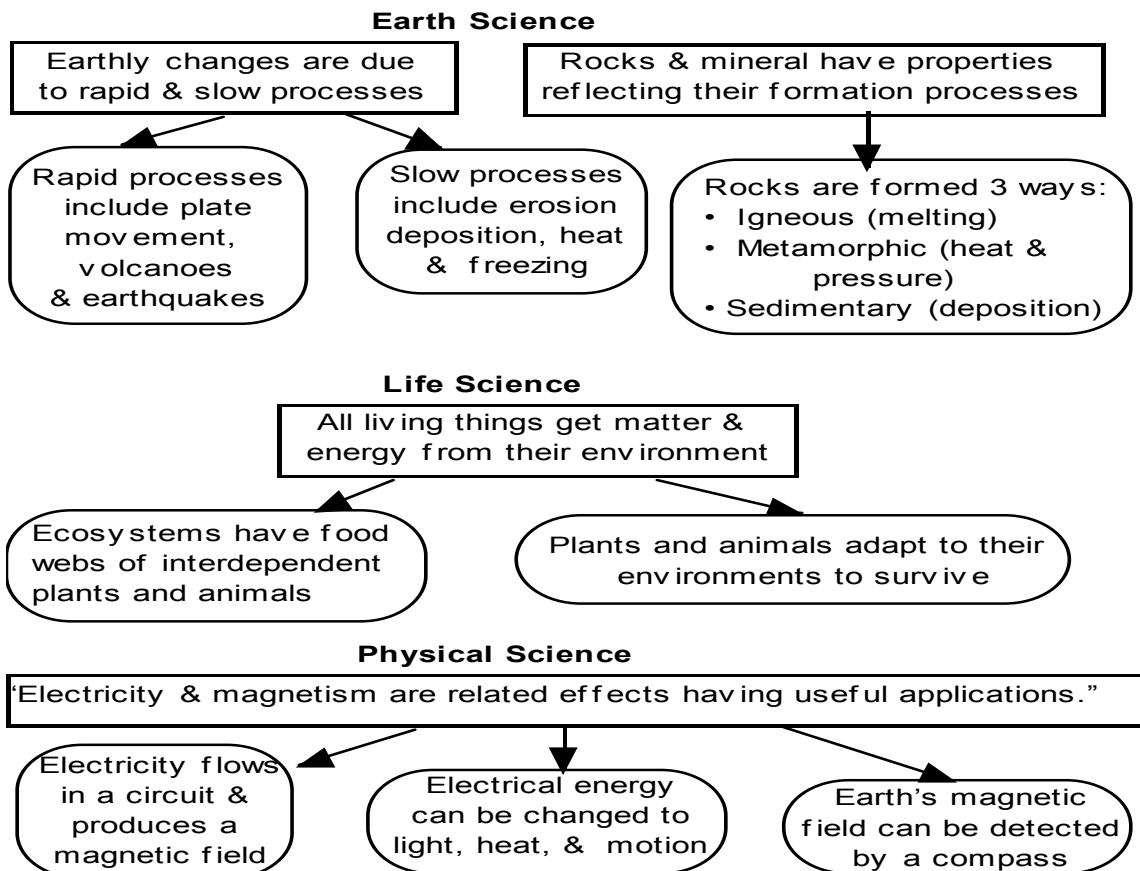 Earth Science
Earthly changes are due
to rapid & slow processes
Rocks & mineral have properties
reflecting their formation processes
Rapid processes
include plate
movement,
volcanoes
& earthquakes
Slow processes
include erosion
deposition, heat
& freezing
Rocks are formed 3 ways:
• Igneous (melting)
• Metamorphic (heat &
pressure)
• Sedimentary (deposition)
Life Science
All living things get matter &
energy from their environment
Ecosystems have food
webs of interdependent
plants and animals
Plants and animals adapt to their
environments to survive
Physical Science
“Electricity & magnetism are related effects having useful applications.”
Electricity flows
in a circuit &
produces a
magnetic field
Electrical energy
can be changed to
light, heat, & motion
Earth’s magnetic
field can be detected
by a compass